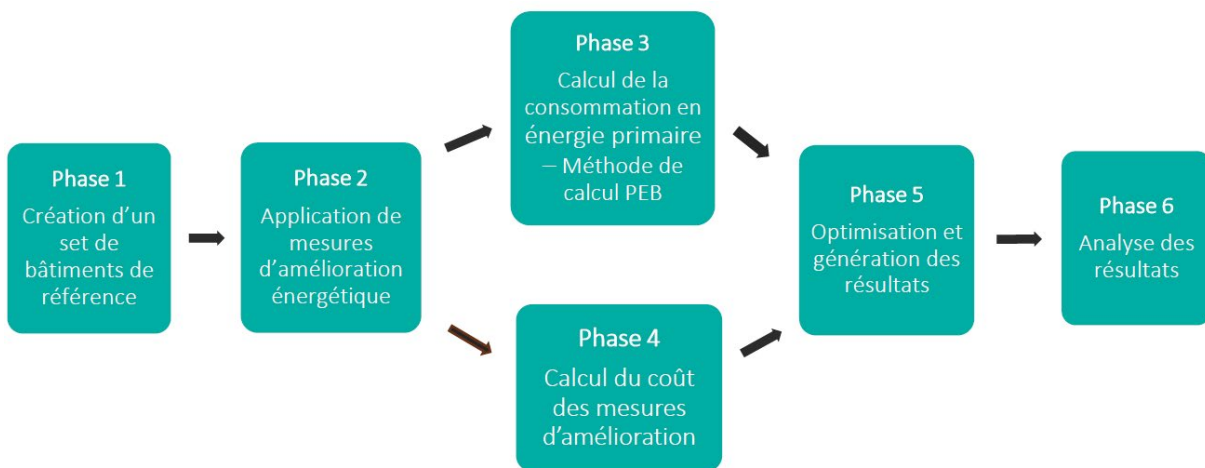 Phase 1
Création d’un
set de
bâtiments de
référence
Phase 2
Application de
mesures
d’amélioration
énergétique
Phase 3
Calcul de la
consommation en
énergie primaire
– Méthode de
calcul PEB
Phase 4
Calcul du coût
des mesures
d’amélioration
Phase 5
Optimisation et
génération des
résultats
Phase 6
Analyse des
résultats